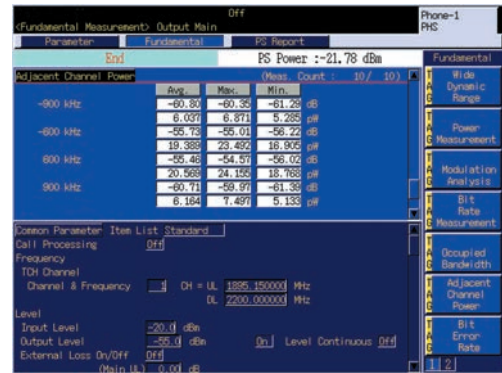 Off
<Fundamental Measurement> Output Main
Phone-1
PHS
Parameter Fundamental PS Report
End PS Power :-21.78 dBm Fundamental
Adjacent Channel Power (Meas. Count : 10/ 10)
Avg. Max. Min.
-900 kHz -60.80 -60.35 -61.29 dB
6.037 6.871 5.285 pW
-600 kHz -55.73 -55.01 -56.22 dB
19.389 23.492 16.905 pW
600 kHz -55.46 -54.57 -56.02 dB
20.569 24.155 18.768 pW
900 kHz -60.71 -59.97 -61.39 dB
6.164 7.497 5.133 pW
Common Parameter Item List Standard
Call Processing Off
Frequency
TCH Channel
Channel & Frequency 1 CH = UL 1895.150000 MHz
DL 2200.000000 MHz
Level
Input Level -20.0 dBm
Output Level -55.0 dBm On Level Continuous Off
External Loss On/Off Off
(Main UL) 0.00 dB
TAG Wide Dynamic Range
TAG Power Measurement
TAG Modulation Analysis
TAG Bit Rate Measurement
TAG Occupied Bandwidth
TAG Adjacent Channel Power
TAG Bit Error Rate
1 2